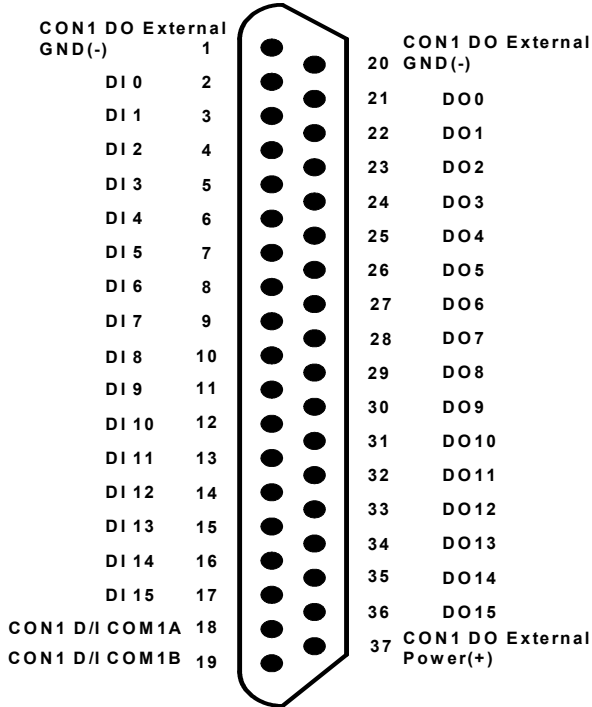 CON1 DO External
GND(-) 1
DI 0 2
DI 1 3
DI 2 4
DI 3 5
DI 4 6
DI 5 7
DI 6 8
DI 7 9
DI 8 10
DI 9 11
DI 10 12
DI 11 13
DI 12 14
DI 13 15
DI 14 16
DI 15 17
CON1 D/I COM1A 18
CON1 D/I COM1B 19
CON1 DO External
20 GND(-)
21 DO0
22 DO1
23 DO2
24 DO3
25 DO4
26 DO5
27 DO6
28 DO7
29 DO8
30 DO9
31 DO10
32 DO11
33 DO12
34 DO13
35 DO14
36 DO15
37 CON1 DO External
Power(+)